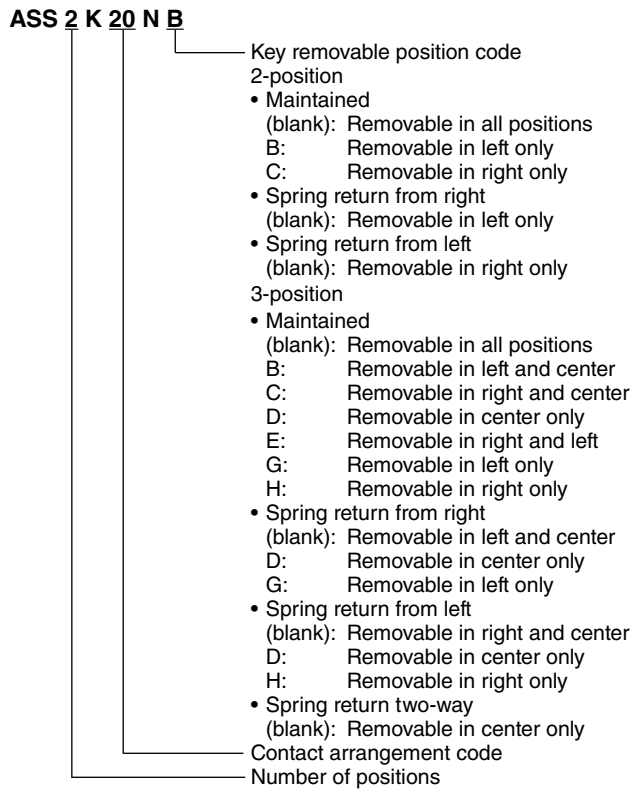 ASS 2 K 20 N B
Key removable position code
2-position
• Maintained
(blank): Removable in all positions
B: Removable in left only
C: Removable in right only
• Spring return from right
(blank): Removable in left only
• Spring return from left
(blank): Removable in right only
3-position
• Maintained
(blank): Removable in all positions
B: Removable in left and center
C: Removable in right and center
D: Removable in center only
E: Removable in right and left
G: Removable in left only
H: Removable in right only
• Spring return from right
(blank): Removable in left and center
D: Removable in center only
G: Removable in left only
• Spring return from left
(blank): Removable in right and center
D: Removable in center only
H: Removable in right only
• Spring return two-way
(blank): Removable in center only
Contact arrangement code
Number of positions